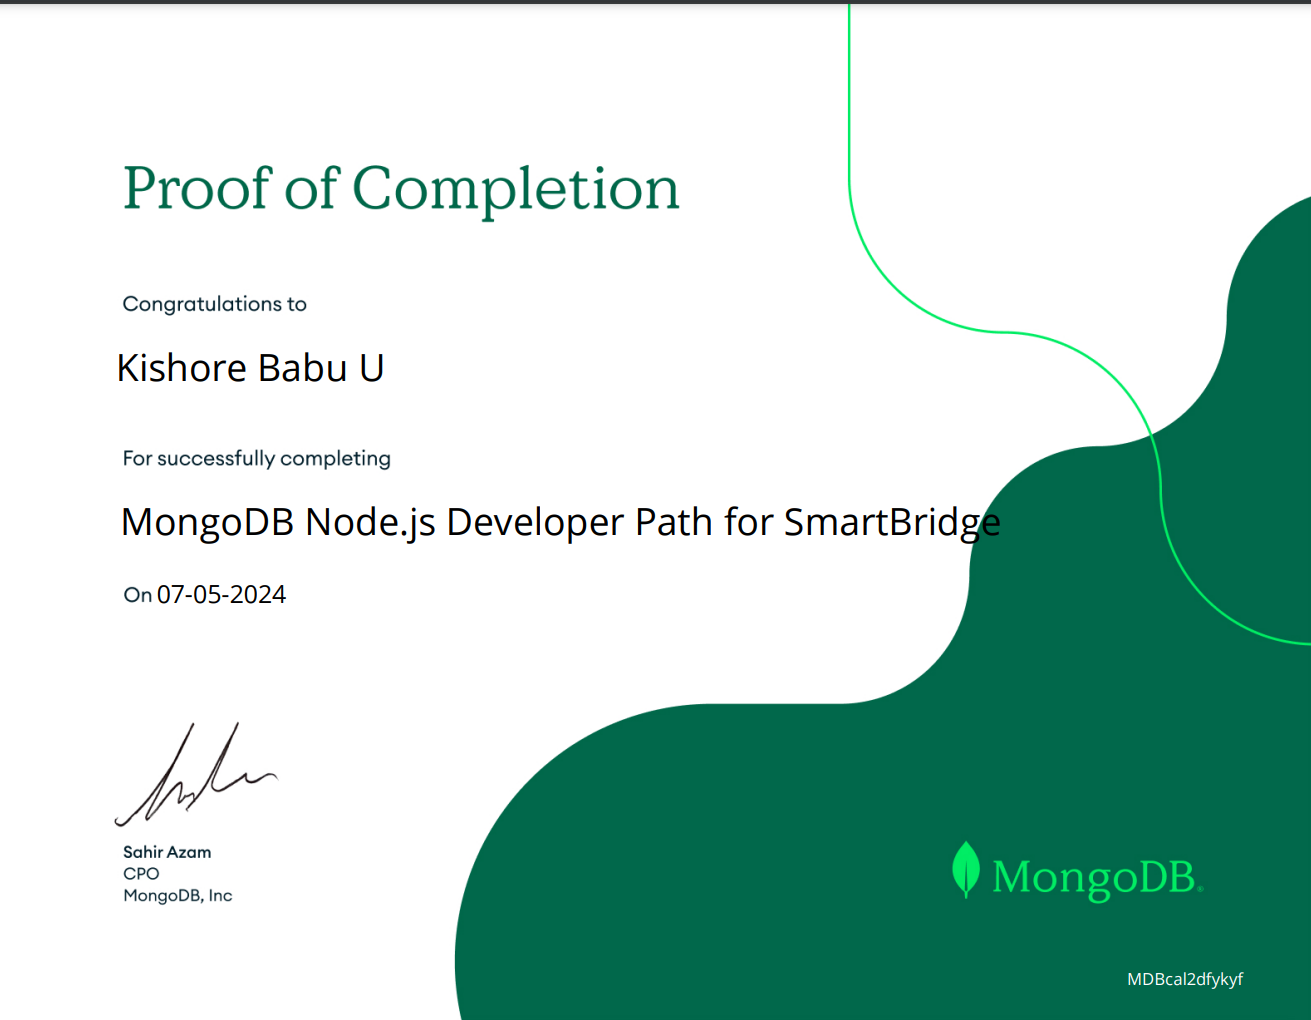 Proof of Completion
Congratulations to
Kishore Babu U
For successfully completing
MongoDB Node.js Developer Path for SmartBridge
On 07-05-2024
Sahir Azam
CPO
MongoDB, Inc
MongoDB®
MDBcal2dfykyf